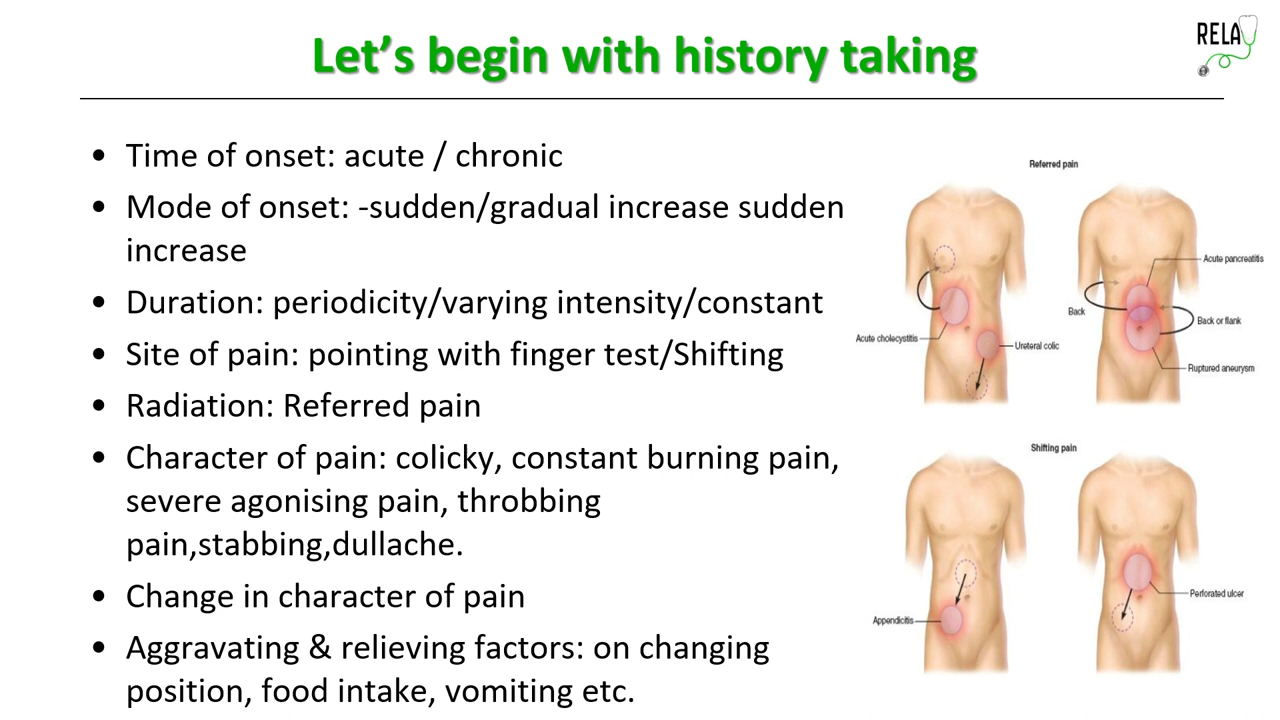 Let's begin with history taking
RELA
• Time of onset: acute / chronic
• Mode of onset: -sudden/gradual increase sudden
increase
• Duration: periodicity/varying intensity/constant
• Site of pain: pointing with finger test/Shifting
• Radiation: Referred pain
• Character of pain: colicky, constant burning pain,
severe agonising pain, throbbing
pain,stabbing,dullache.
• Change in character of pain
• Aggravating & relieving factors: on changing
position, food intake, vomiting etc.
Referred pain
Acute cholecystitis
Ureteral colic
Acute pancreatitis
Back
Back or flank
Ruptured aneurysm
Shifting pain
Appendicitis
Perforated ulcer